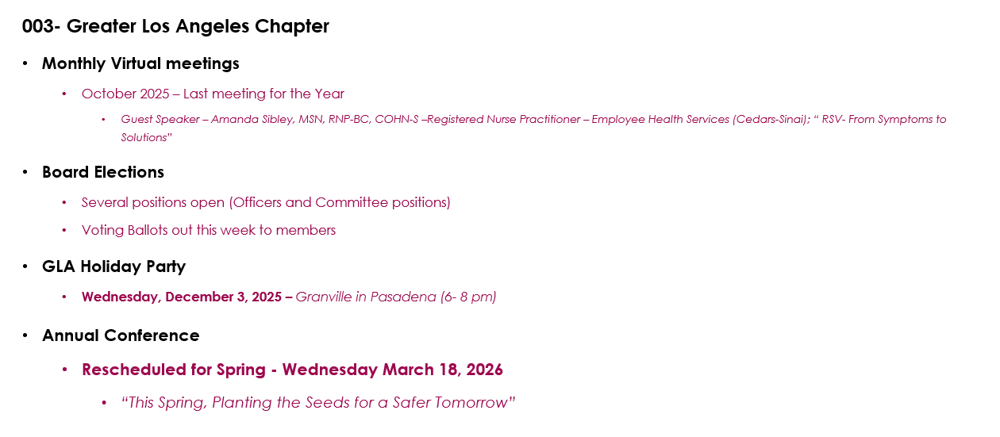 003- Greater Los Angeles Chapter
• Monthly Virtual meetings
• October 2025 – Last meeting for the Year
• Guest Speaker – Amanda Sibley, MSN, RNP-BC, COHN-S –Registered Nurse Practitioner – Employee Health Services (Cedars-Sinai); “ RSV- From Symptoms to
Solutions”
• Board Elections
• Several positions open (Officers and Committee positions)
• Voting Ballots out this week to members
• GLA Holiday Party
• Wednesday, December 3, 2025 – Granville in Pasadena (6- 8 pm)
• Annual Conference
• Rescheduled for Spring - Wednesday March 18, 2026
• “This Spring, Planting the Seeds for a Safer Tomorrow”